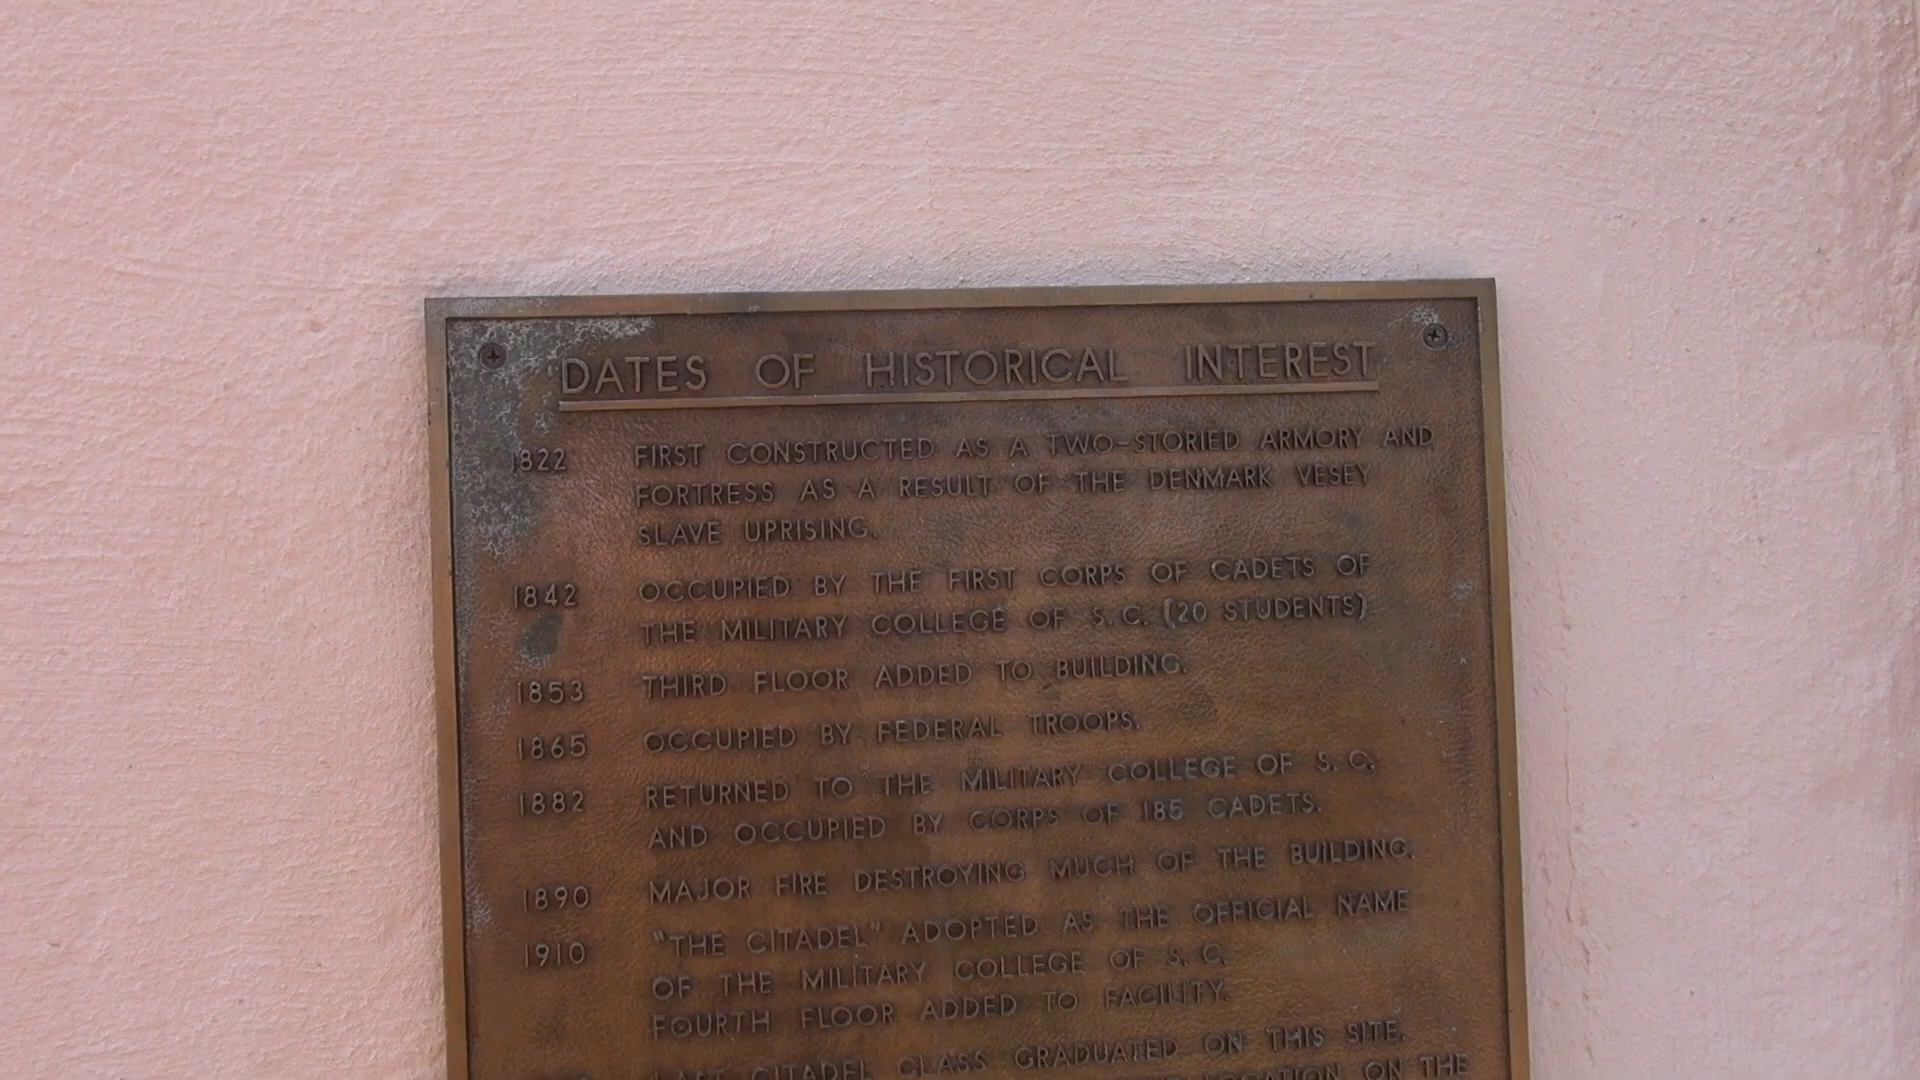 DATES OF HISTORICAL INTEREST
1822 FIRST CONSTRUCTED AS A TWO-STORIED ARMORY AND
FORTRESS AS A RESULT OF THE DENMARK VESEY
SLAVE UPRISING.
1842 OCCUPIED BY THE FIRST CORPS OF CADETS OF
THE MILITARY COLLEGE OF S. C. (20 STUDENTS)
1853 THIRD FLOOR ADDED TO BUILDING.
1865 OCCUPIED BY FEDERAL TROOPS.
1882 RETURNED TO THE MILITARY COLLEGE OF S. C.
AND OCCUPIED BY CORPS OF 185 CADETS.
1890 MAJOR FIRE DESTROYING MUCH OF THE BUILDING.
1910 "THE CITADEL" ADOPTED AS THE OFFICIAL NAME
OF THE MILITARY COLLEGE OF S. C.
FOURTH FLOOR ADDED TO FACILITY.
LAST CITADEL CLASS GRADUATED ON THIS SITE.
LOCATION ON THE